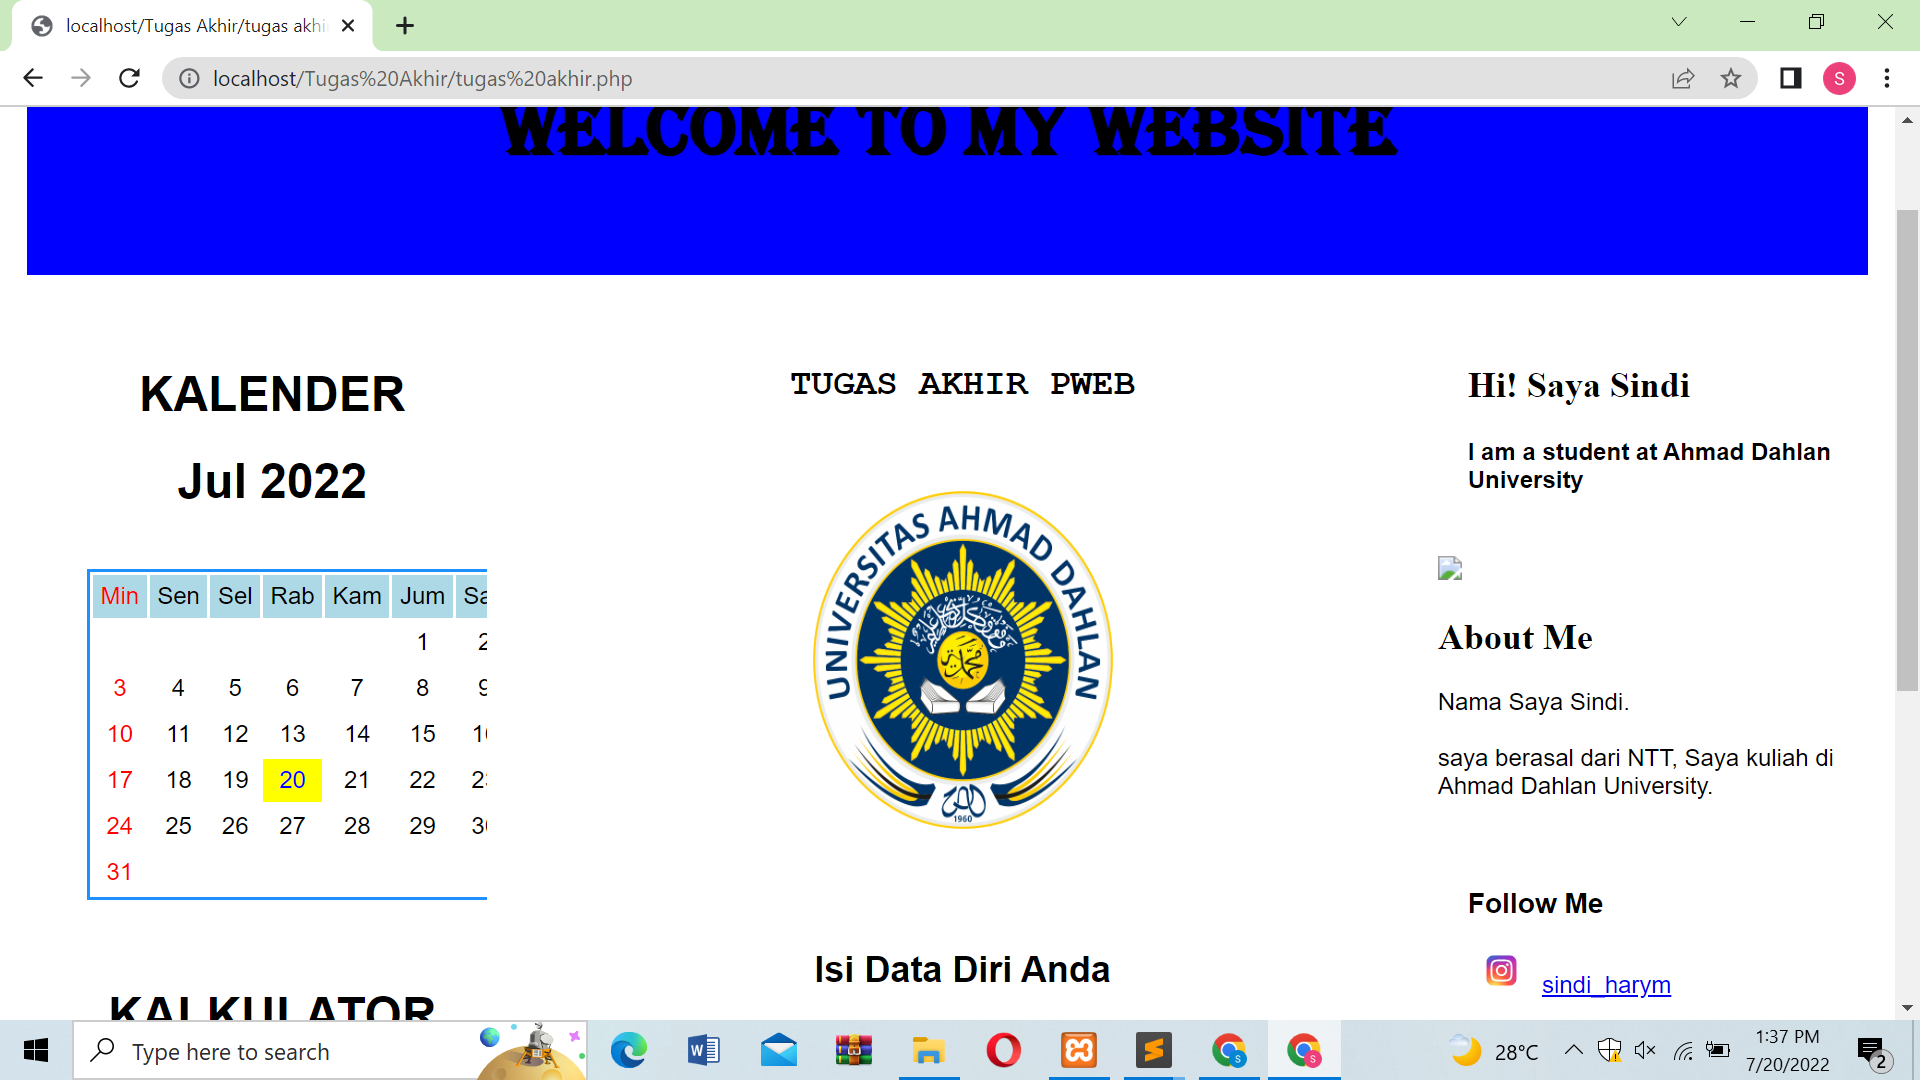 localhost/Tugas Akhir/tugas akhi
localhost/Tugas%20Akhir/tugas%20akhir.php
S
WELCOME TO MY WEBSITE
KALENDER
Jul 2022
Min Sen Sel Rab Kam Jum Sa
1 2
3 4 5 6 7 8 9
10 11 12 13 14 15 16
17 18 19 20 21 22 23
24 25 26 27 28 29 30
31
KALKULATOR
TUGAS AKHIR PWEB
UNIVERSITAS AHMAD DAHLAN
1960
Isi Data Diri Anda
Hi! Saya Sindi
I am a student at Ahmad Dahlan
University
About Me
Nama Saya Sindi.
saya berasal dari NTT, Saya kuliah di
Ahmad Dahlan University.
Follow Me
sindi_harym
Type here to search
28°C
1:37 PM
7/20/2022
2